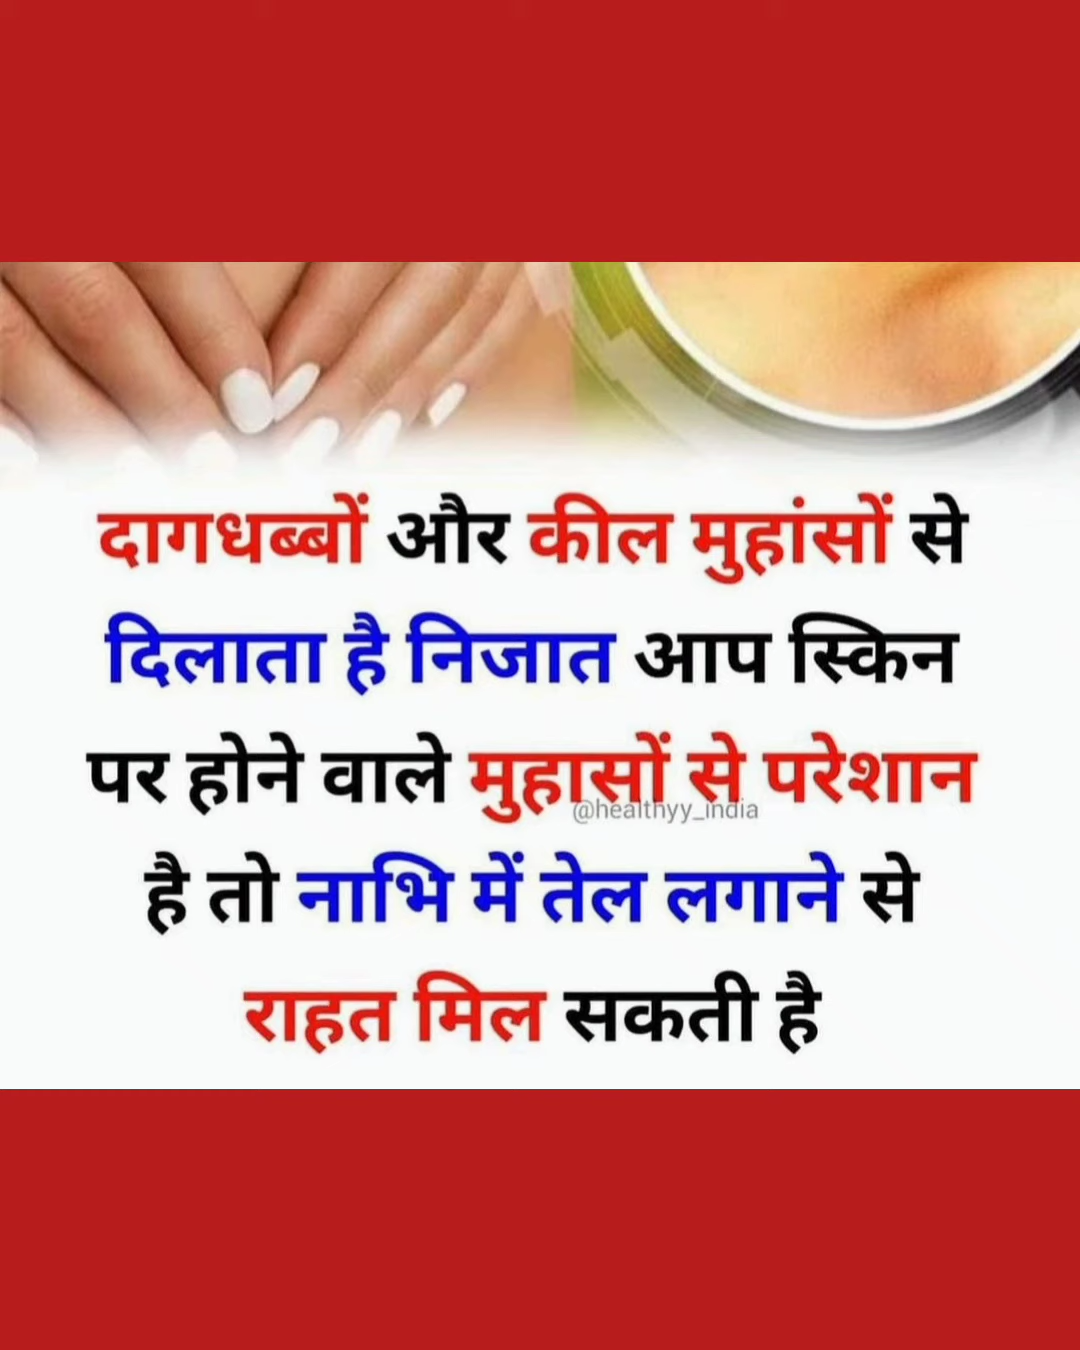 दागधब्बों और कील मुहांसों से
दिलाता है निजात आप स्किन
पर होने वाले मुहासों से परेशान
@healthyy_india
है तो नाभि में तेल लगाने से
राहत मिल सकती है